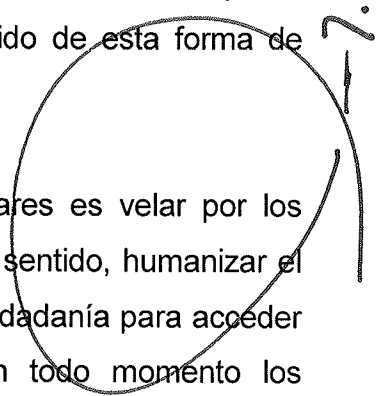 ido de esta forma de
ares es velar por los
sentido, humanizar el
dadanía para acceder
n todo momento los